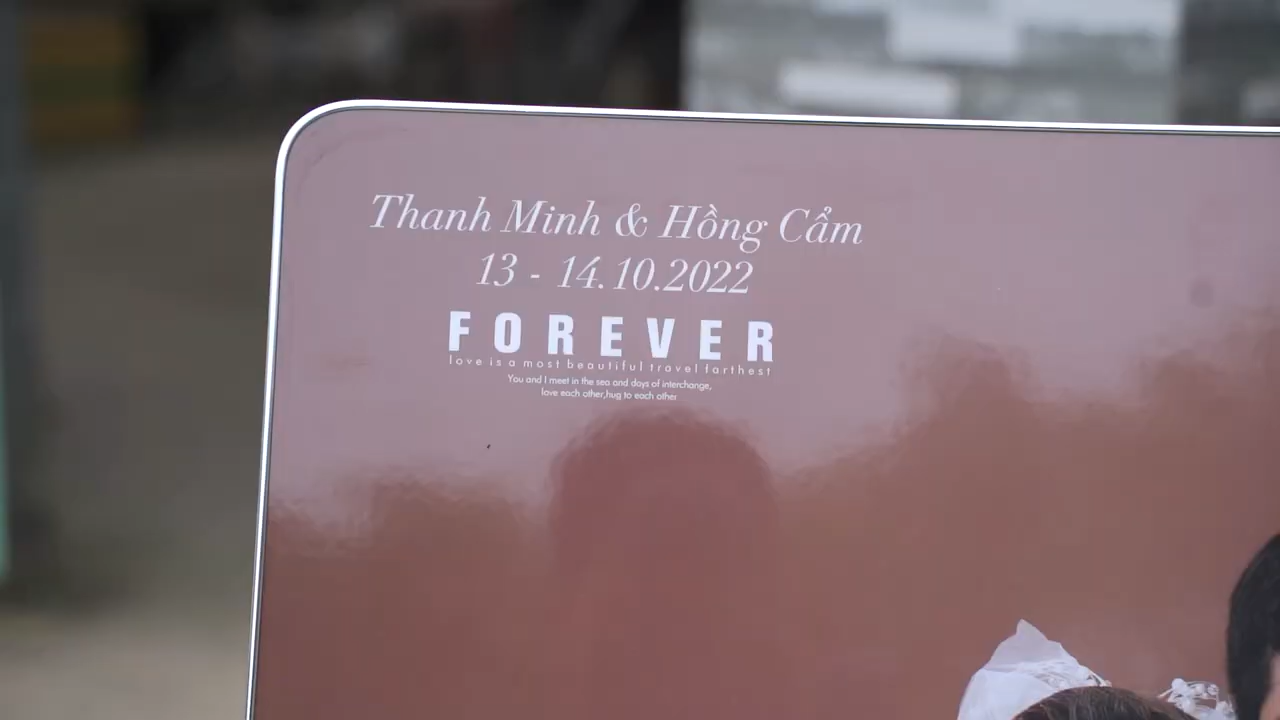 Thanh Minh & Hồng Cẩm
13 - 14.10.2022
FOREVER
love is a most beautiful travel farthest
You and I meet in the sea and days of interchange,
love each other,hug to each other